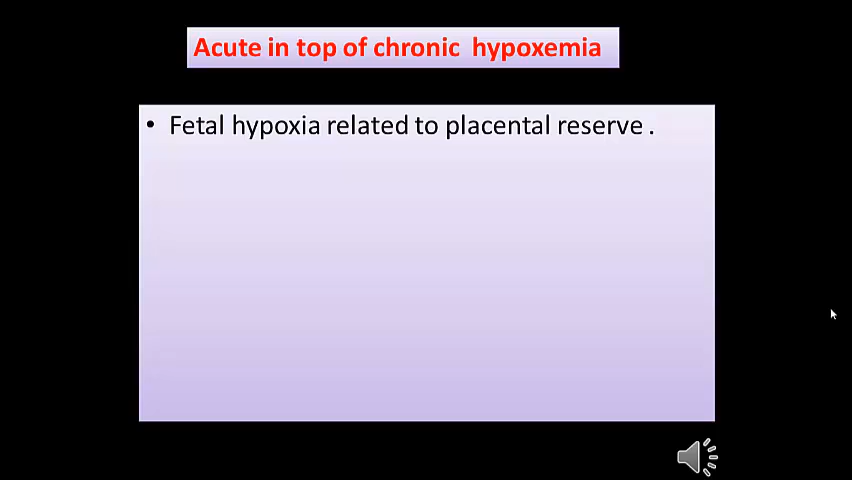 Acute in top of chronic hypoxemia
• Fetal hypoxia related to placental reserve .